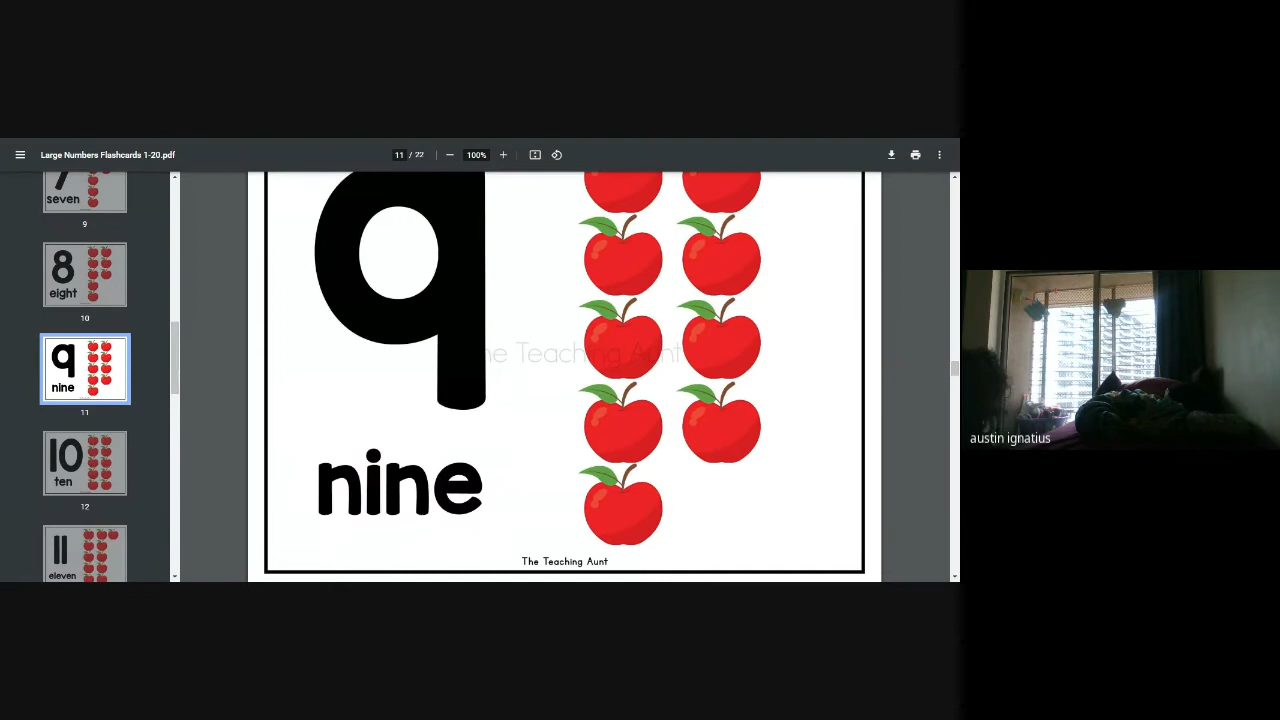 Large Numbers Flashcards 1-20.pdf
11 / 22
100%
7
seven
9
8
eight
10
9
nine
11
10
ten
12
11
eleven
9
The Teaching Aunt
nine
The Teaching Aunt
austin ignatius